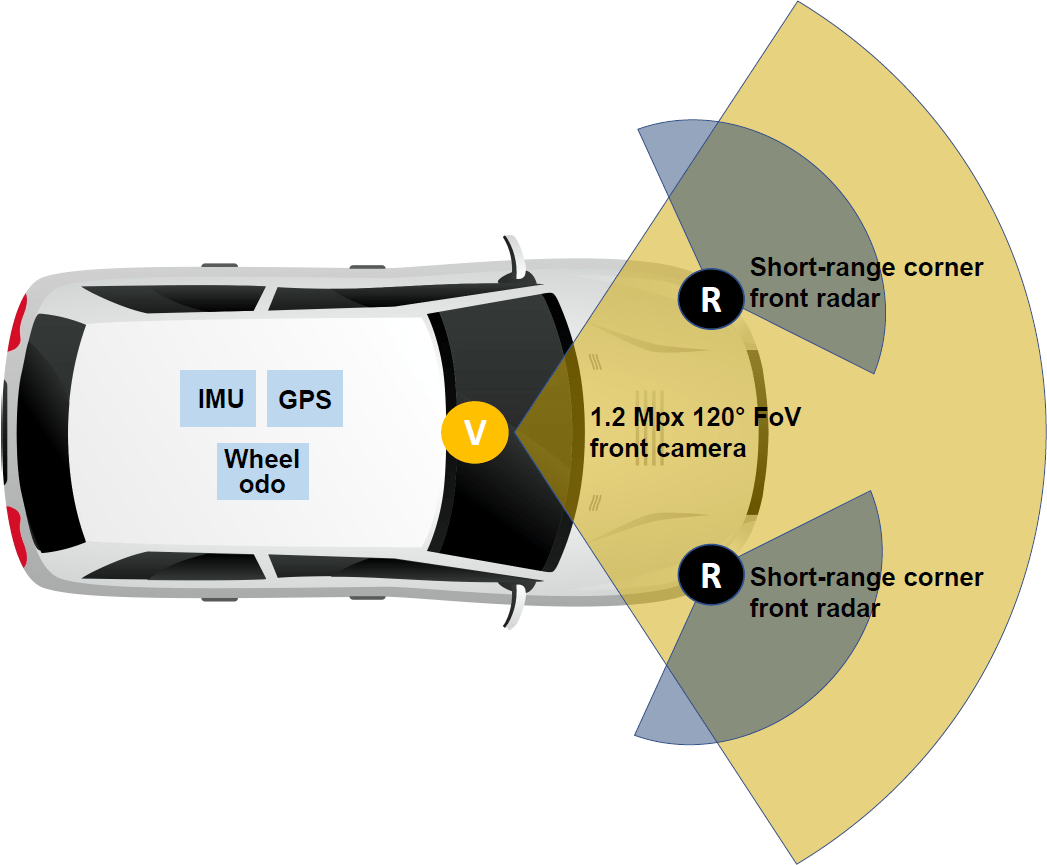 R
Short-range corner
front radar
IMU
GPS
V
1.2 Mpx 120° FoV
front camera
Wheel
odo
R
Short-range corner
front radar